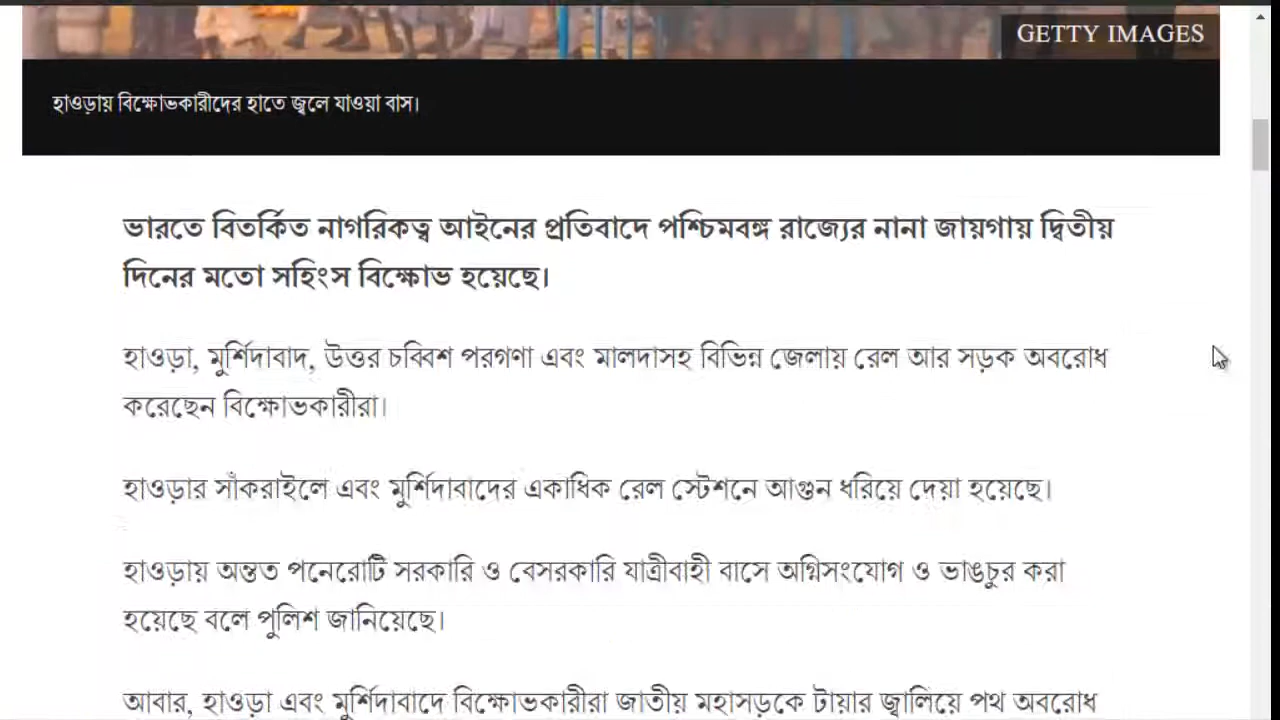 GETTY IMAGES
হাওড়ায় বিক্ষোভকারীদের হাতে জ্বলে যাওয়া বাস।
ভারতে বিতর্কিত নাগরিকত্ব আইনের প্রতিবাদে পশ্চিমবঙ্গ রাজ্যের নানা জায়গায় দ্বিতীয়
দিনের মতো সহিংস বিক্ষোভ হয়েছে।
হাওড়া, মুর্শিদাবাদ, উত্তর চব্বিশ পরগণা এবং মালদাসহ বিভিন্ন জেলায় রেল আর সড়ক অবরোধ
করেছেন বিক্ষোভকারীরা।
হাওড়ার সাঁকরাইলে এবং মুর্শিদাবাদের একাধিক রেল স্টেশনে আগুন ধরিয়ে দেয়া হয়েছে।
হাওড়ায় অন্তত পনেরোটি সরকারি ও বেসরকারি যাত্রীবাহী বাসে অগ্নিসংযোগ ও ভাঙচুর করা
হয়েছে বলে পুলিশ জানিয়েছে।
আবার, হাওড়া এবং মুর্শিদাবাদে বিক্ষোভকারীরা জাতীয় মহাসড়কে টায়ার জ্বালিয়ে পথ অবরোধ